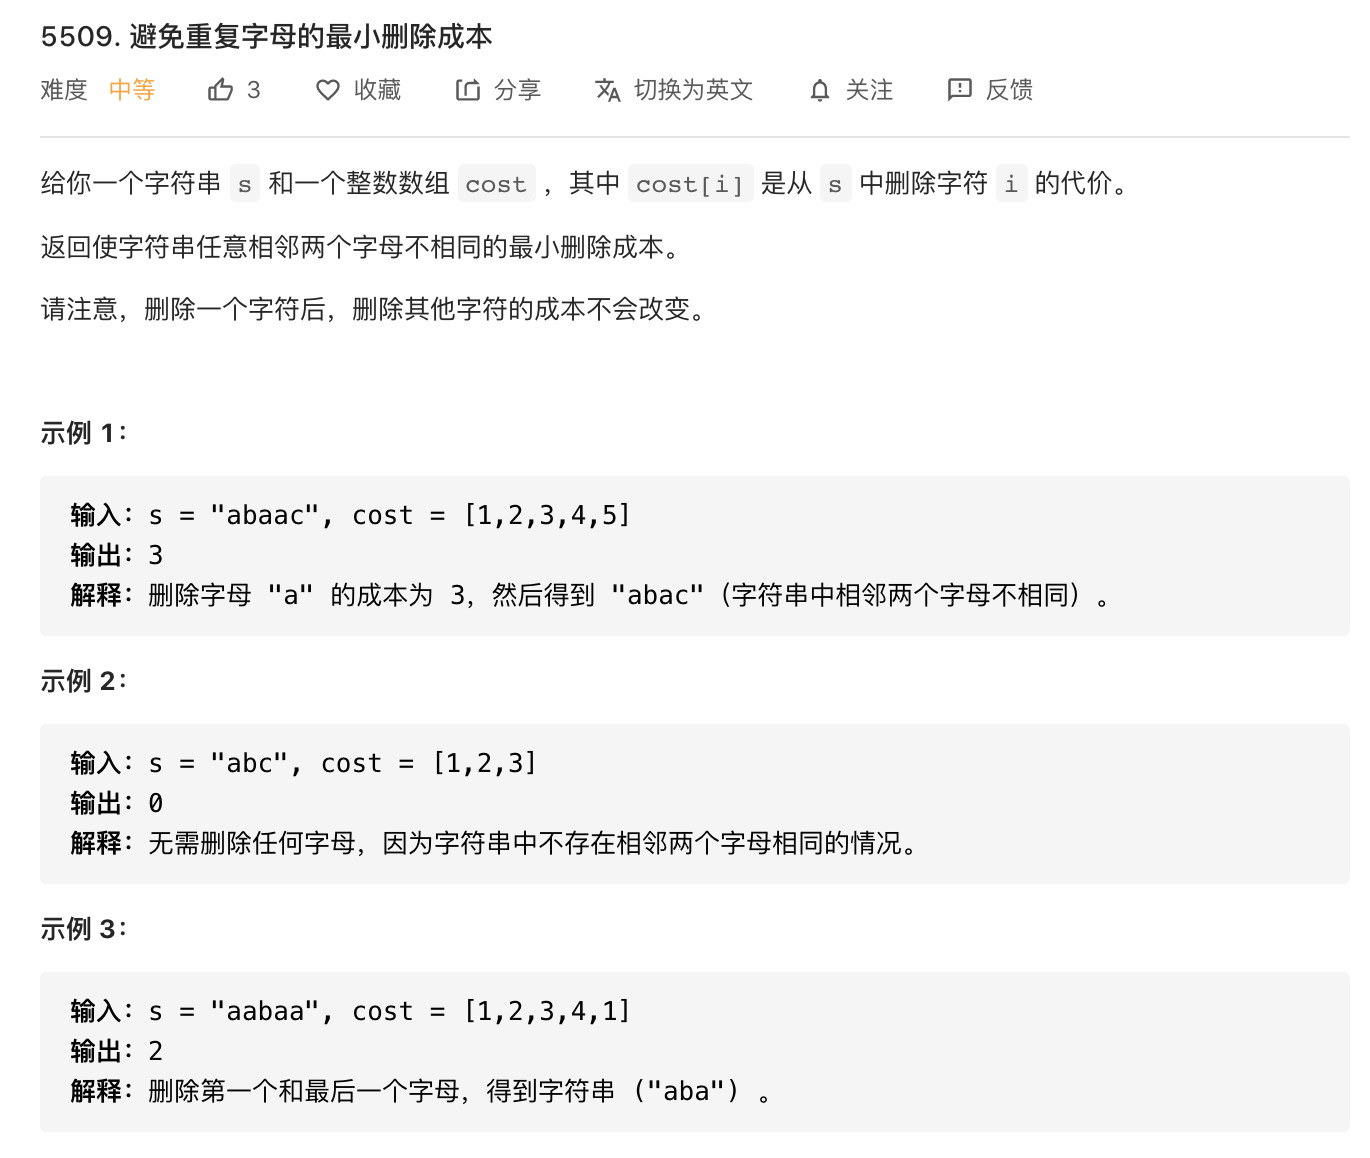 5509. 避免重复字母的最小删除成本
难度 中等 3 收藏 分享 切换为英文 关注 反馈
给你一个字符串 s 和一个整数数组 cost ，其中 cost[i] 是从 s 中删除字符 i 的代价。
返回使字符串任意相邻两个字母不相同的最小删除成本。
请注意，删除一个字符后，删除其他字符的成本不会改变。
示例 1：
输入：s = "abaac", cost = [1,2,3,4,5]
输出：3
解释：删除字母 "a" 的成本为 3，然后得到 "abac"（字符串中相邻两个字母不相同）。
示例 2：
输入：s = "abc", cost = [1,2,3]
输出：0
解释：无需删除任何字母，因为字符串中不存在相邻两个字母相同的情况。
示例 3：
输入：s = "aabaa", cost = [1,2,3,4,1]
输出：2
解释：删除第一个和最后一个字母，得到字符串 ("aba") 。